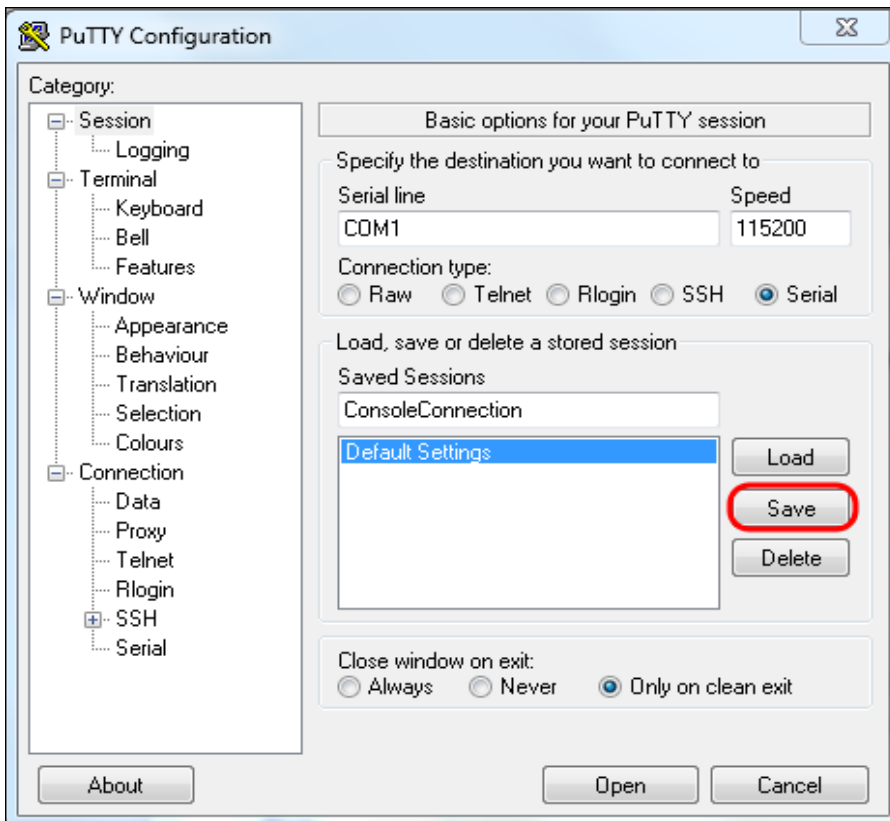 PuTTY Configuration
Category:
Session
Logging
Terminal
Keyboard
Bell
Features
Window
Appearance
Behaviour
Translation
Selection
Colours
Connection
Data
Proxy
Telnet
Rlogin
SSH
Serial
Basic options for your PuTTY session
Specify the destination you want to connect to
Serial line Speed
COM1 115200
Connection type:
Raw Telnet Rlogin SSH Serial
Load, save or delete a stored session
Saved Sessions
ConsoleConnection
Default Settings
Load
Save
Delete
Close window on exit:
Always Never Only on clean exit
About Open Cancel